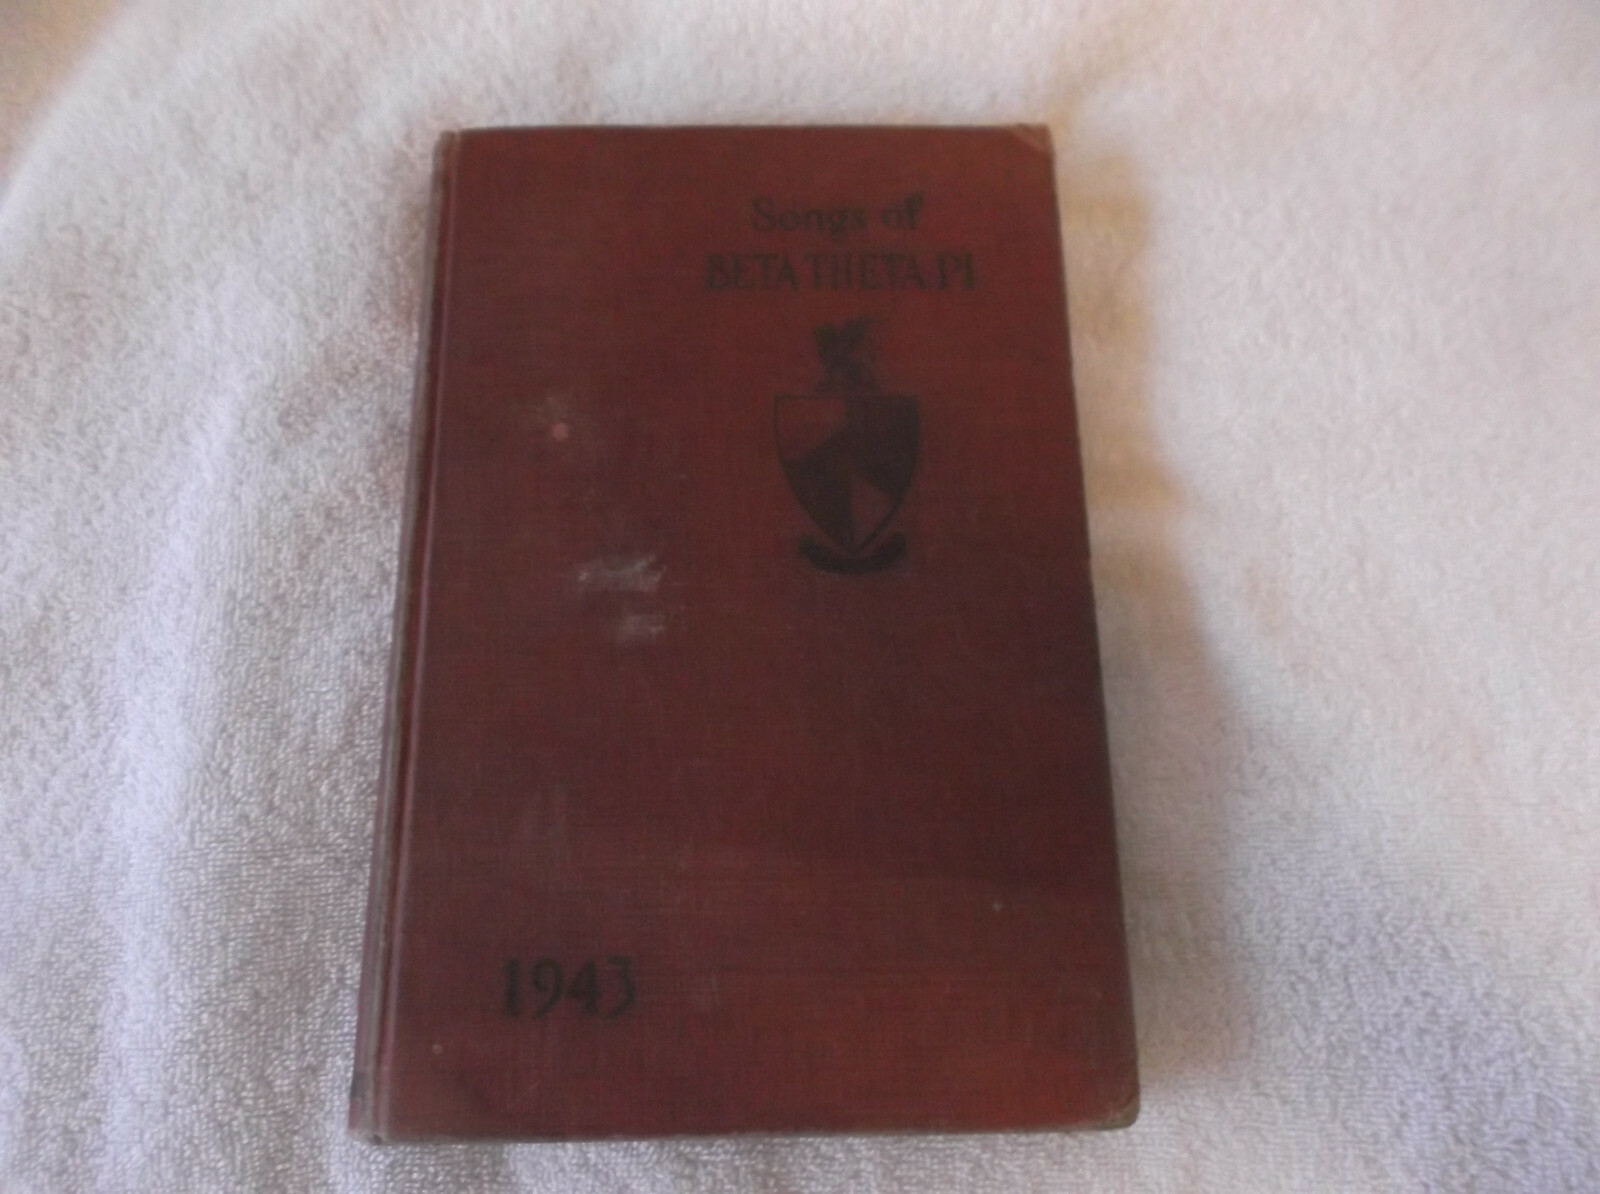 Songs of
BETA THETA PI
1943